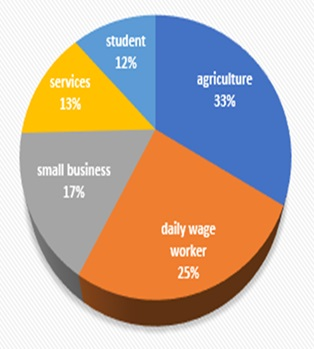 student
12%
agriculture
33%
services
13%
small business
17%
daily wage
worker
25%